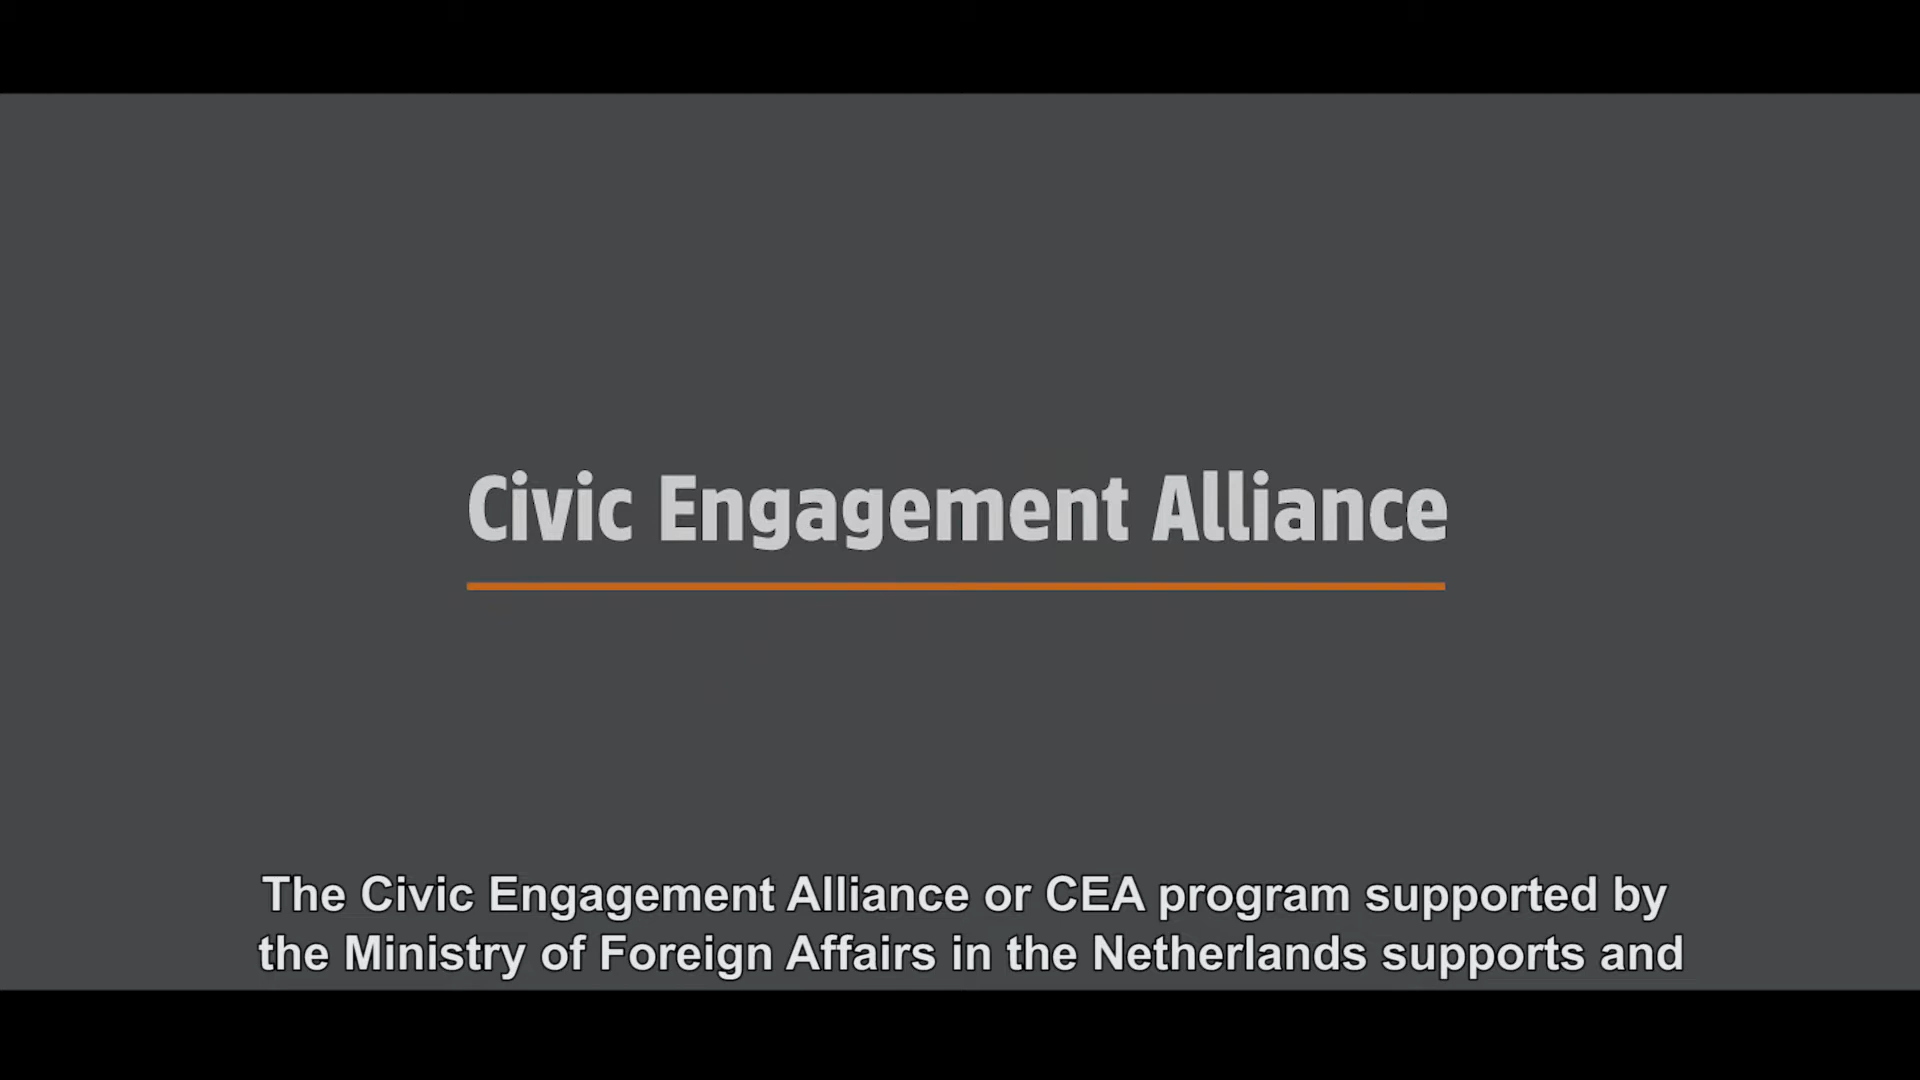 Civic Engagement Alliance
The Civic Engagement Alliance or CEA program supported by
the Ministry of Foreign Affairs in the Netherlands supports and